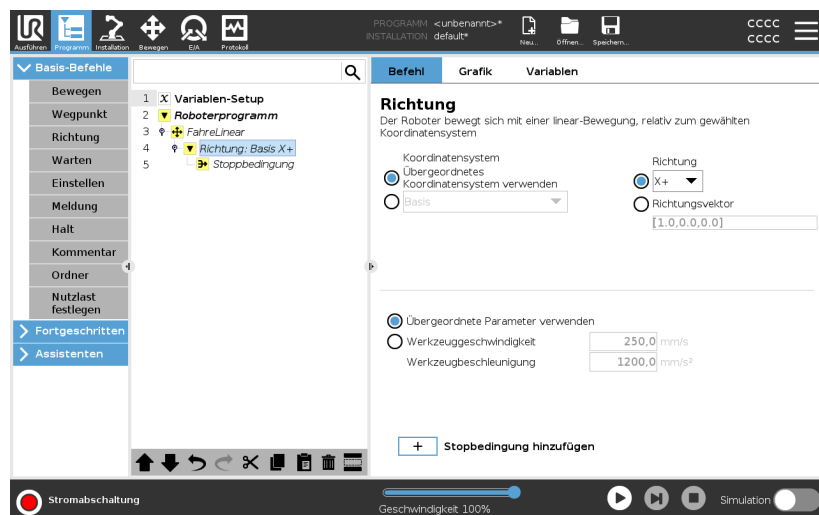 UR
PROGRAMM <unbenannt>*
INSTALLATION default*
CCCC
CCCC
Ausführen
Programm
Installation
Bewegen
E/A
Protokoll
Neu...
Öffnen...
Speichern...
Basis-Befehle
Bewegen
Wegpunkt
Richtung
Warten
Einstellen
Meldung
Halt
Kommentar
Ordner
Nutzlast
festlegen
Fortgeschritten
Assistenten
1 X Variablen-Setup
2 Roboterprogramm
3 FahreLinear
4 Richtung: Basis X+
5 Stoppbedingung
Befehl Grafik Variablen
Richtung
Der Roboter bewegt sich mit einer linear-Bewegung, relativ zum gewählten
Koordinatensystem
Koordinatensystem
Übergeordnetes
Koordinatensystem verwenden
Basis
Richtung
X+
Richtungsvektor
[1.0,0.0,0.0]
Übergeordnete Parameter verwenden
Werkzeuggeschwindigkeit 250,0 mm/s
Werkzeugbeschleunigung 1200,0 mm/s²
+ Stopbedingung hinzufügen
Stromabschaltung
Geschwindigkeit 100%
Simulation